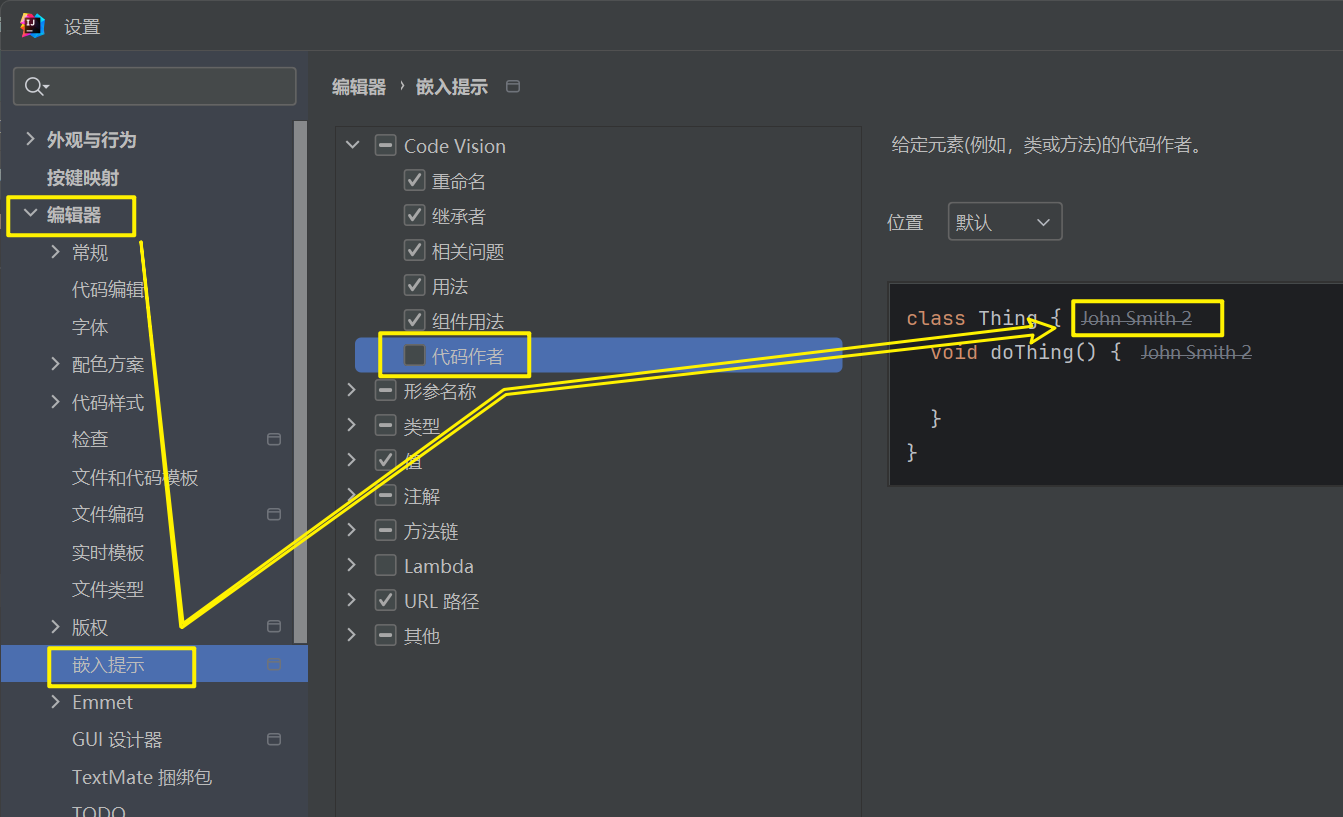 设置
外观与行为
按键映射
编辑器
常规
代码编辑
字体
配色方案
代码样式
检查
文件和代码模板
文件编码
实时模板
文件类型
版权
嵌入提示
Emmet
GUI 设计器
TextMate 捆绑包
TODO
编辑器 › 嵌入提示
Code Vision
重命名
继承者
相关问题
用法
组件用法
代码作者
形参名称
类型
值
注解
方法链
Lambda
URL 路径
其他
给定元素(例如，类或方法)的代码作者。
位置 默认
class Thing { John Smith 2
void doThing() { John Smith 2
}
}